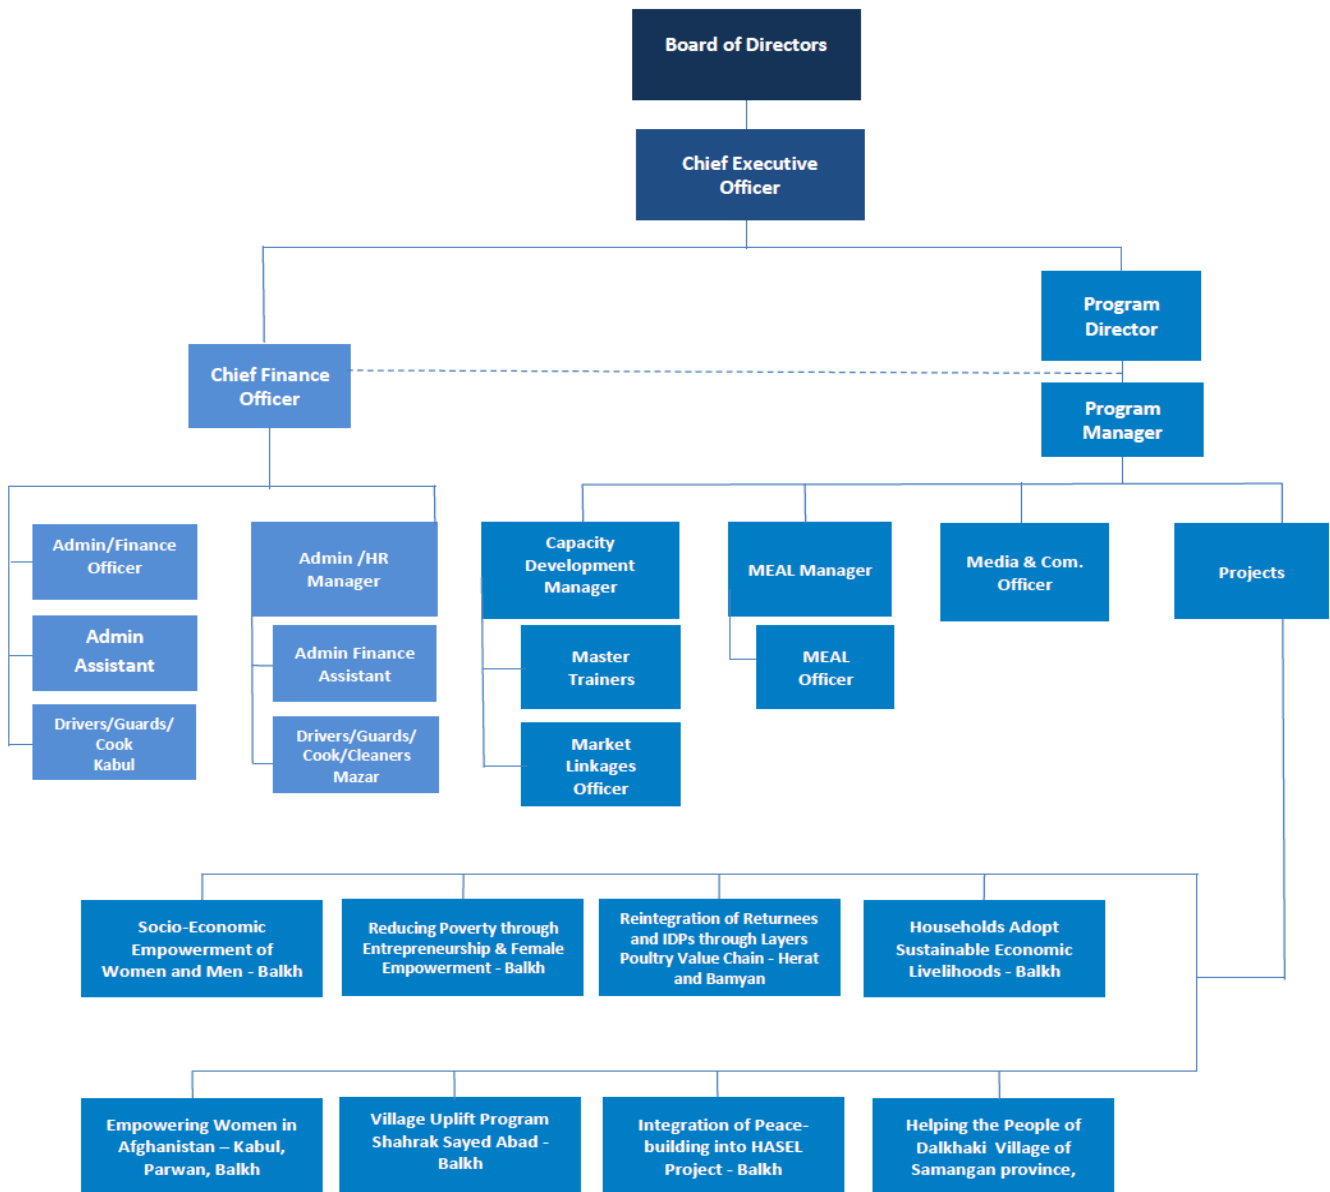 Board of Directors
Chief Executive
Officer
Program
Director
Chief Finance
Officer
Program
Manager
Admin/Finance
Officer
Admin /HR
Manager
Capacity
Development
Manager
MEAL Manager
Media & Com.
Officer
Projects
Admin
Assistant
Admin Finance
Assistant
Master
Trainers
MEAL
Officer
Drivers/Guards/
Cook
Kabul
Drivers/Guards/
Cook/Cleaners
Mazar
Market
Linkages
Officer
Socio-Economic
Empowerment of
Women and Men - Balkh
Reducing Poverty through
Entrepreneurship & Female
Empowerment - Balkh
Reintegration of Returnees
and IDPs through Layers
Poultry Value Chain - Herat
and Bamyan
Households Adopt
Sustainable Economic
Livelihoods - Balkh
Empowering Women in
Afghanistan – Kabul,
Parwan, Balkh
Village Uplift Program
Shahrak Sayed Abad -
Balkh
Integration of Peace-
building into HASEL
Project - Balkh
Helping the People of
Dalkhaki Village of
Samangan province,